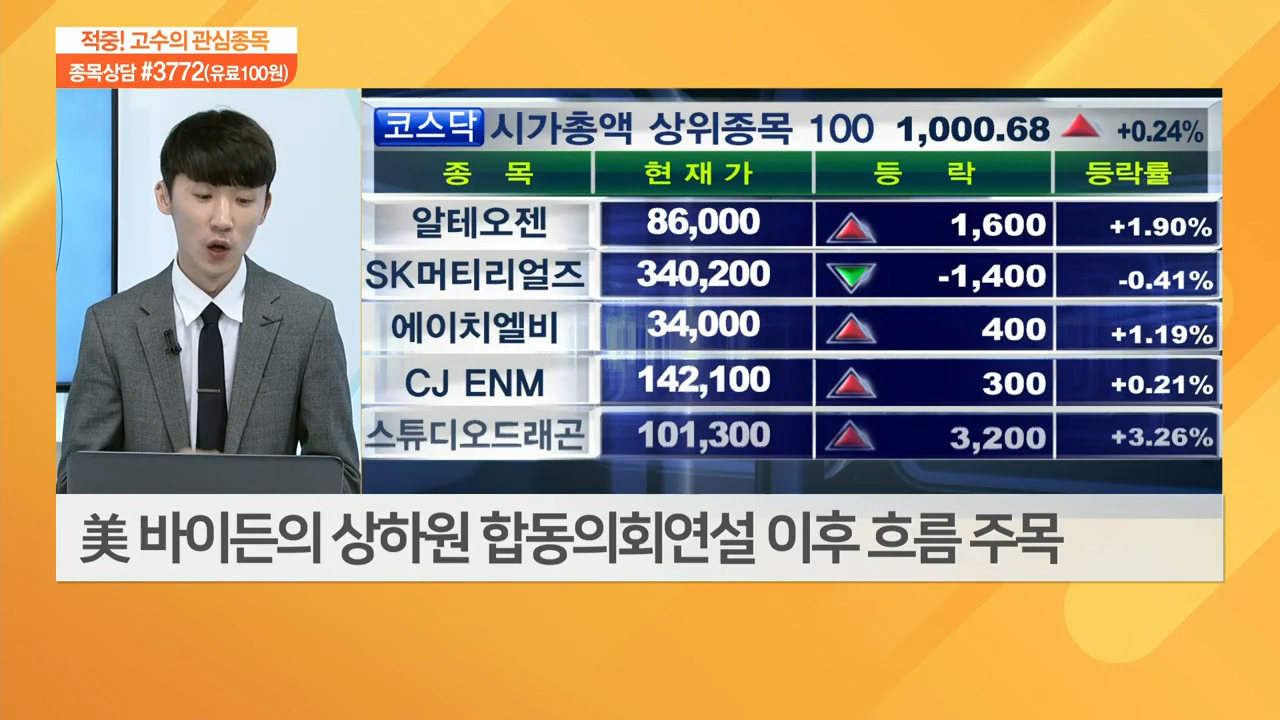 적중! 고수의 관심종목
종목상담 #3772(유료100원)
코스닥 시가총액 상위종목 100 1,000.68 +0.24%
종 목 현 재 가 등 락 등락률
알테오젠 86,000 1,600 +1.90%
SK머티리얼즈 340,200 -1,400 -0.41%
에이치엘비 34,000 400 +1.19%
CJ ENM 142,100 300 +0.21%
스튜디오드래곤 101,300 3,200 +3.26%
美 바이든의 상하원 합동의회연설 이후 흐름 주목